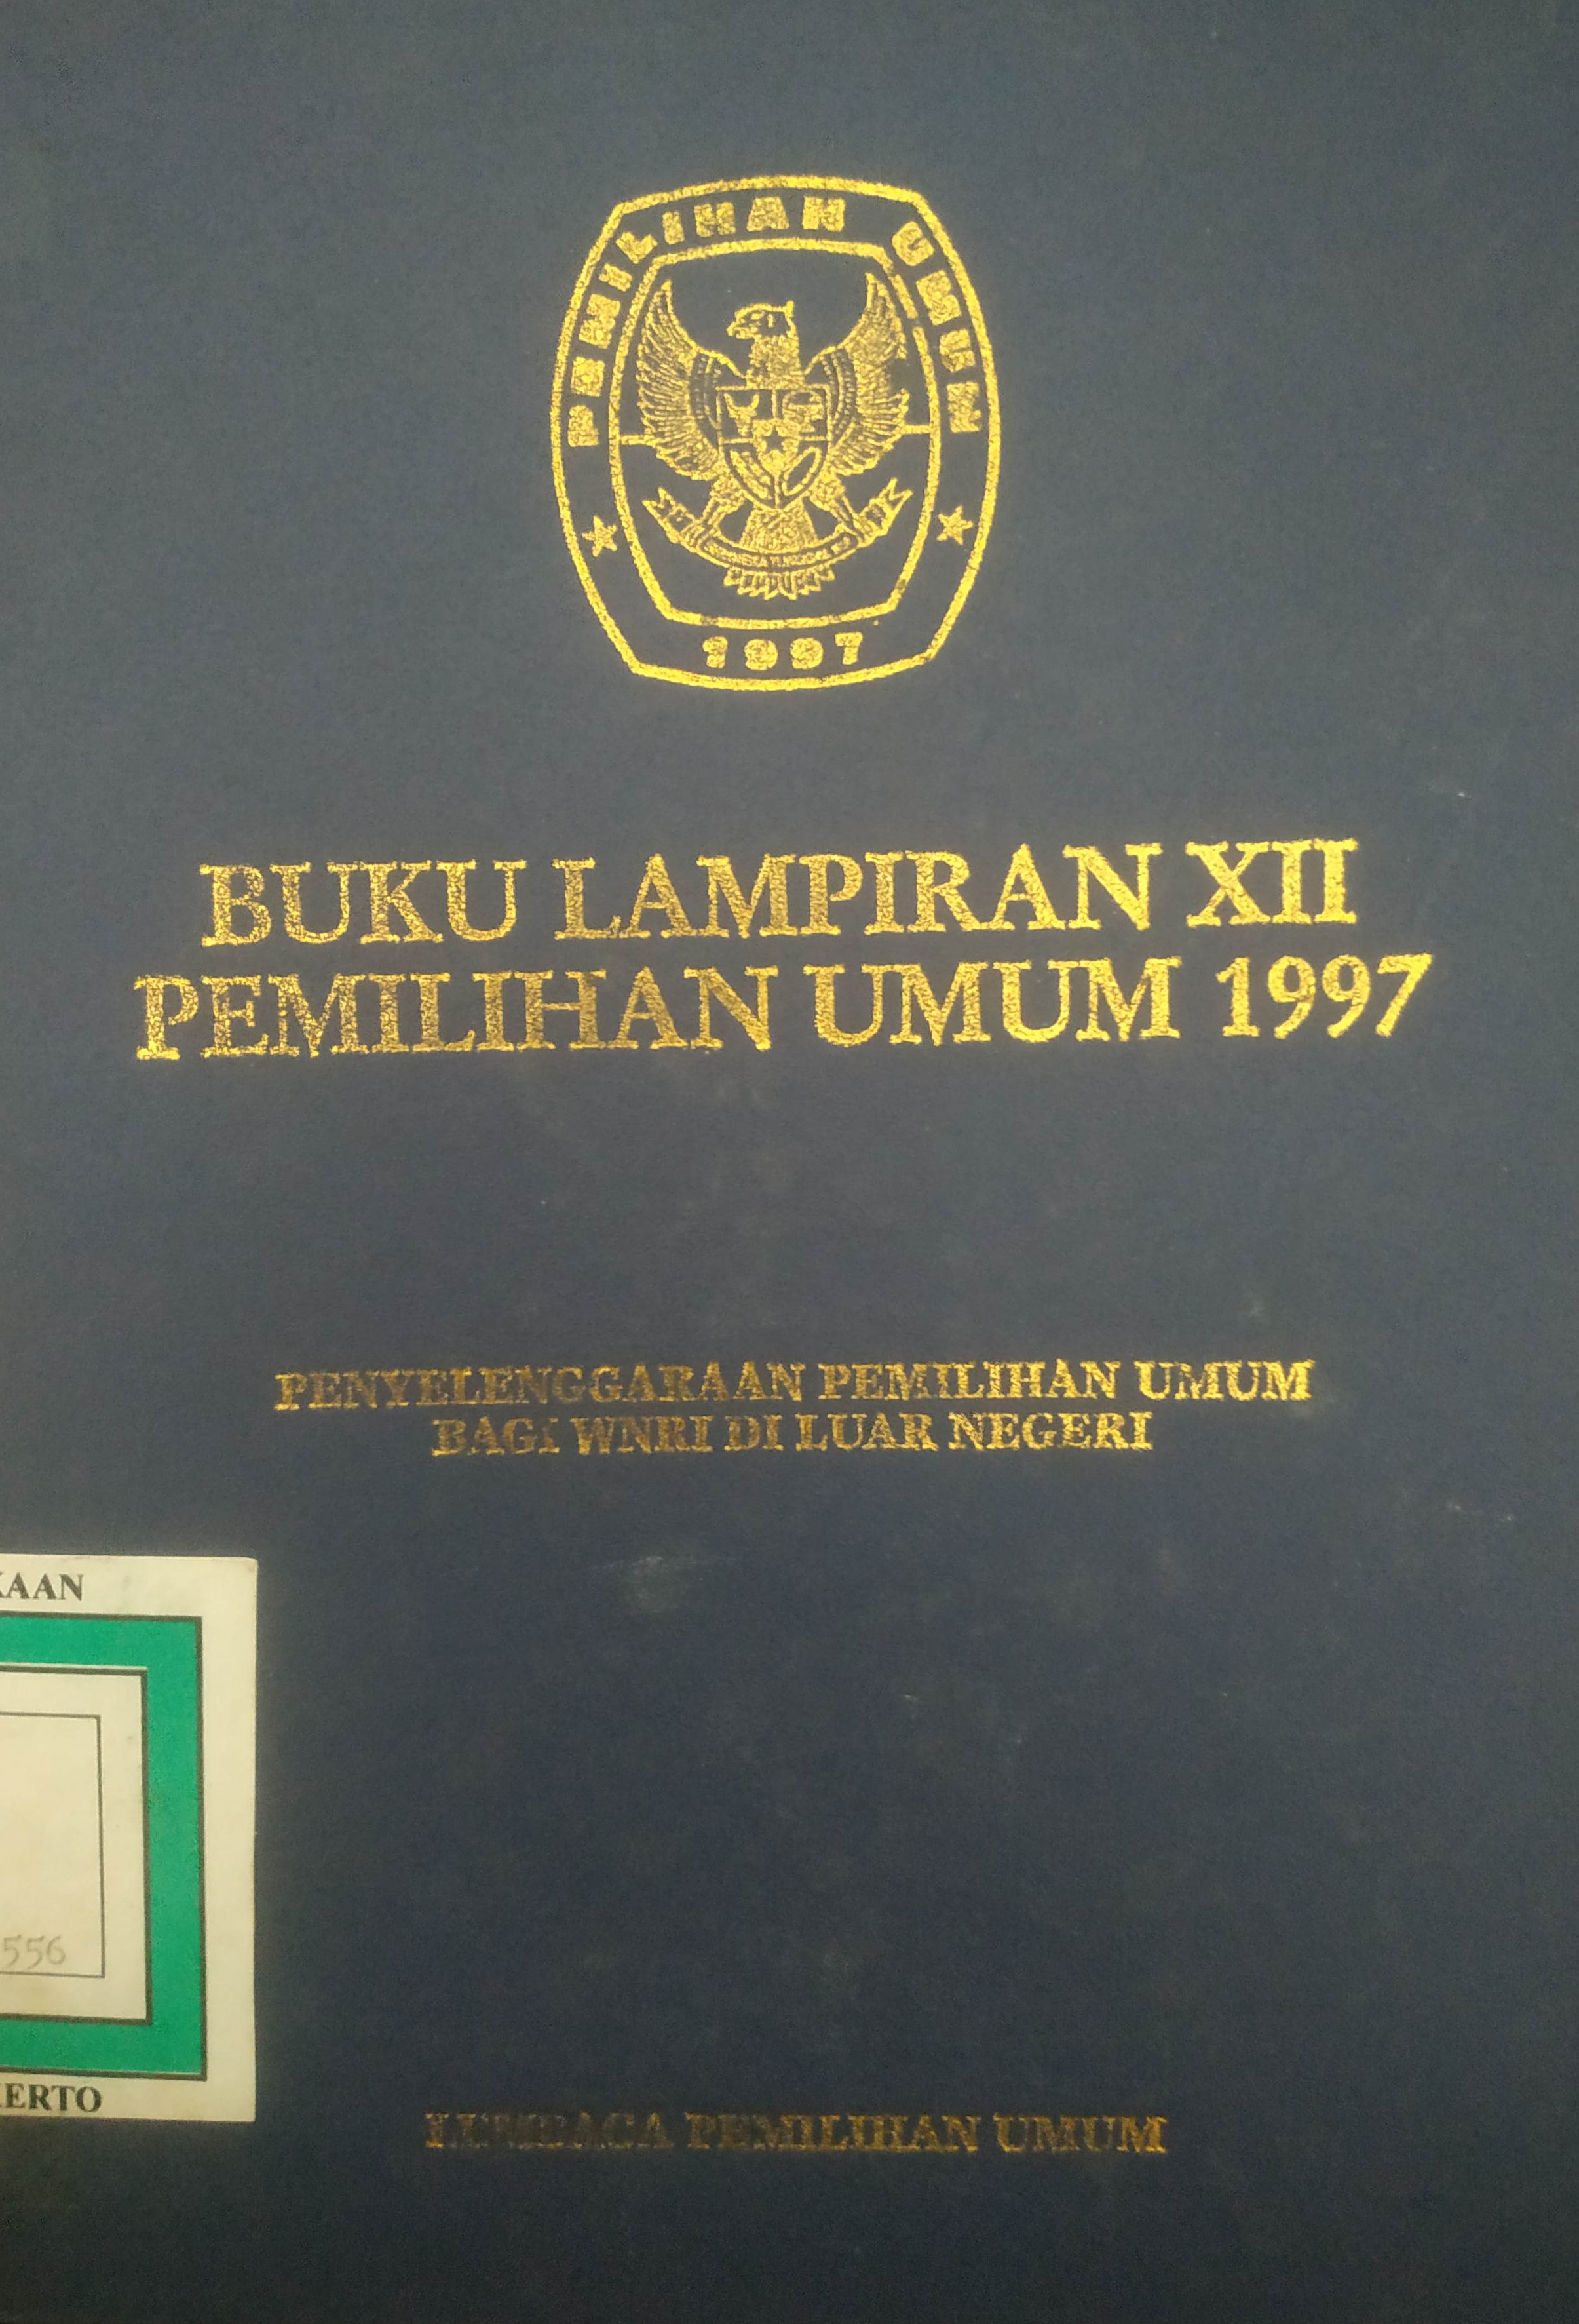 PEMILIHAN UMUM
1997
BUKU LAMPIRAN XII
PEMILIHAN UMUM 1997
PENYELENGGARAAN PEMILIHAN UMUM
BAGI WNRI DI LUAR NEGERI
KAAN
556
ERTO
LEMBAGA PEMILIHAN UMUM